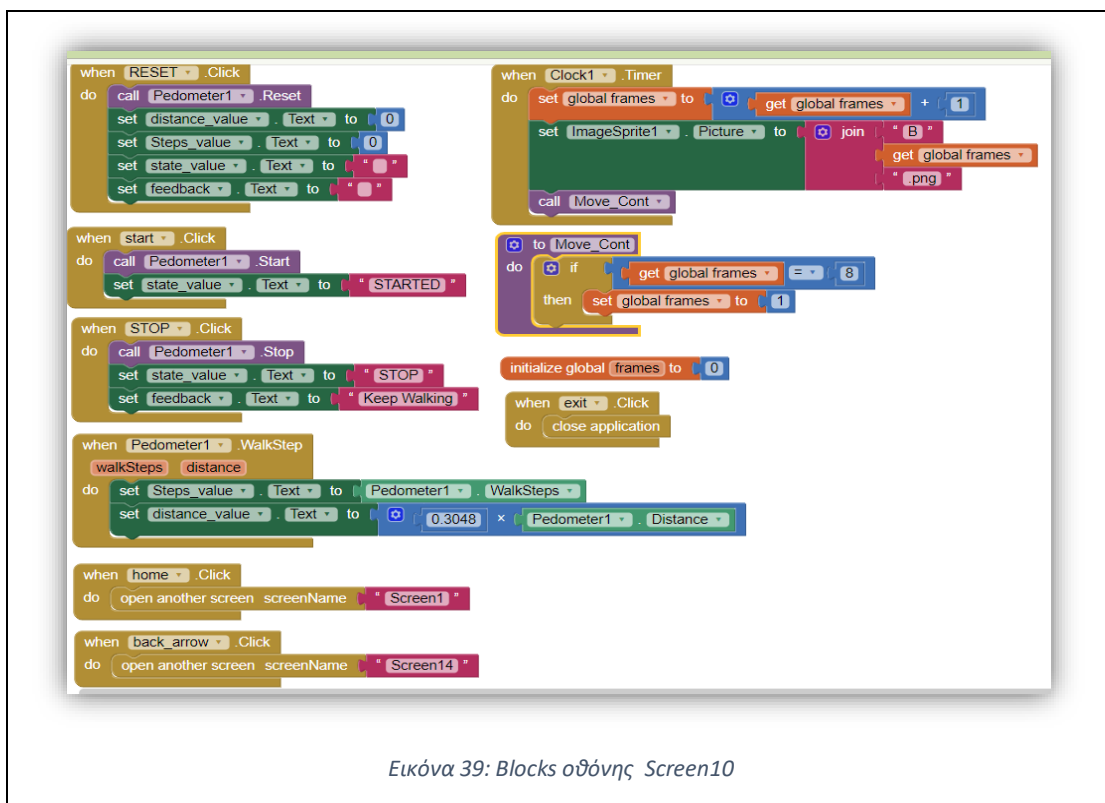 when RESET .Click
do call Pedometer1 .Reset
set distance_value . Text to 0
set Steps_value . Text to 0
set state_value . Text to " "
set feedback . Text to " "
when start .Click
do call Pedometer1 .Start
set state_value . Text to " STARTED "
when STOP .Click
do call Pedometer1 .Stop
set state_value . Text to " STOP "
set feedback . Text to " Keep Walking "
when Pedometer1 .WalkStep
walkSteps distance
do set Steps_value . Text to Pedometer1 . WalkSteps
set distance_value . Text to 0.3048 × Pedometer1 . Distance
when home .Click
do open another screen screenName " Screen1 "
when back_arrow .Click
do open another screen screenName " Screen14 "
when Clock1 .Timer
do set global frames to get global frames + 1
set ImageSprite1 . Picture to join " B "
get global frames
" .png "
call Move_Cont
to Move_Cont
do if get global frames = 8
then set global frames to 1
initialize global frames to 0
when exit .Click
do close application
Εικόνα 39: Blocks οθόνης Screen10